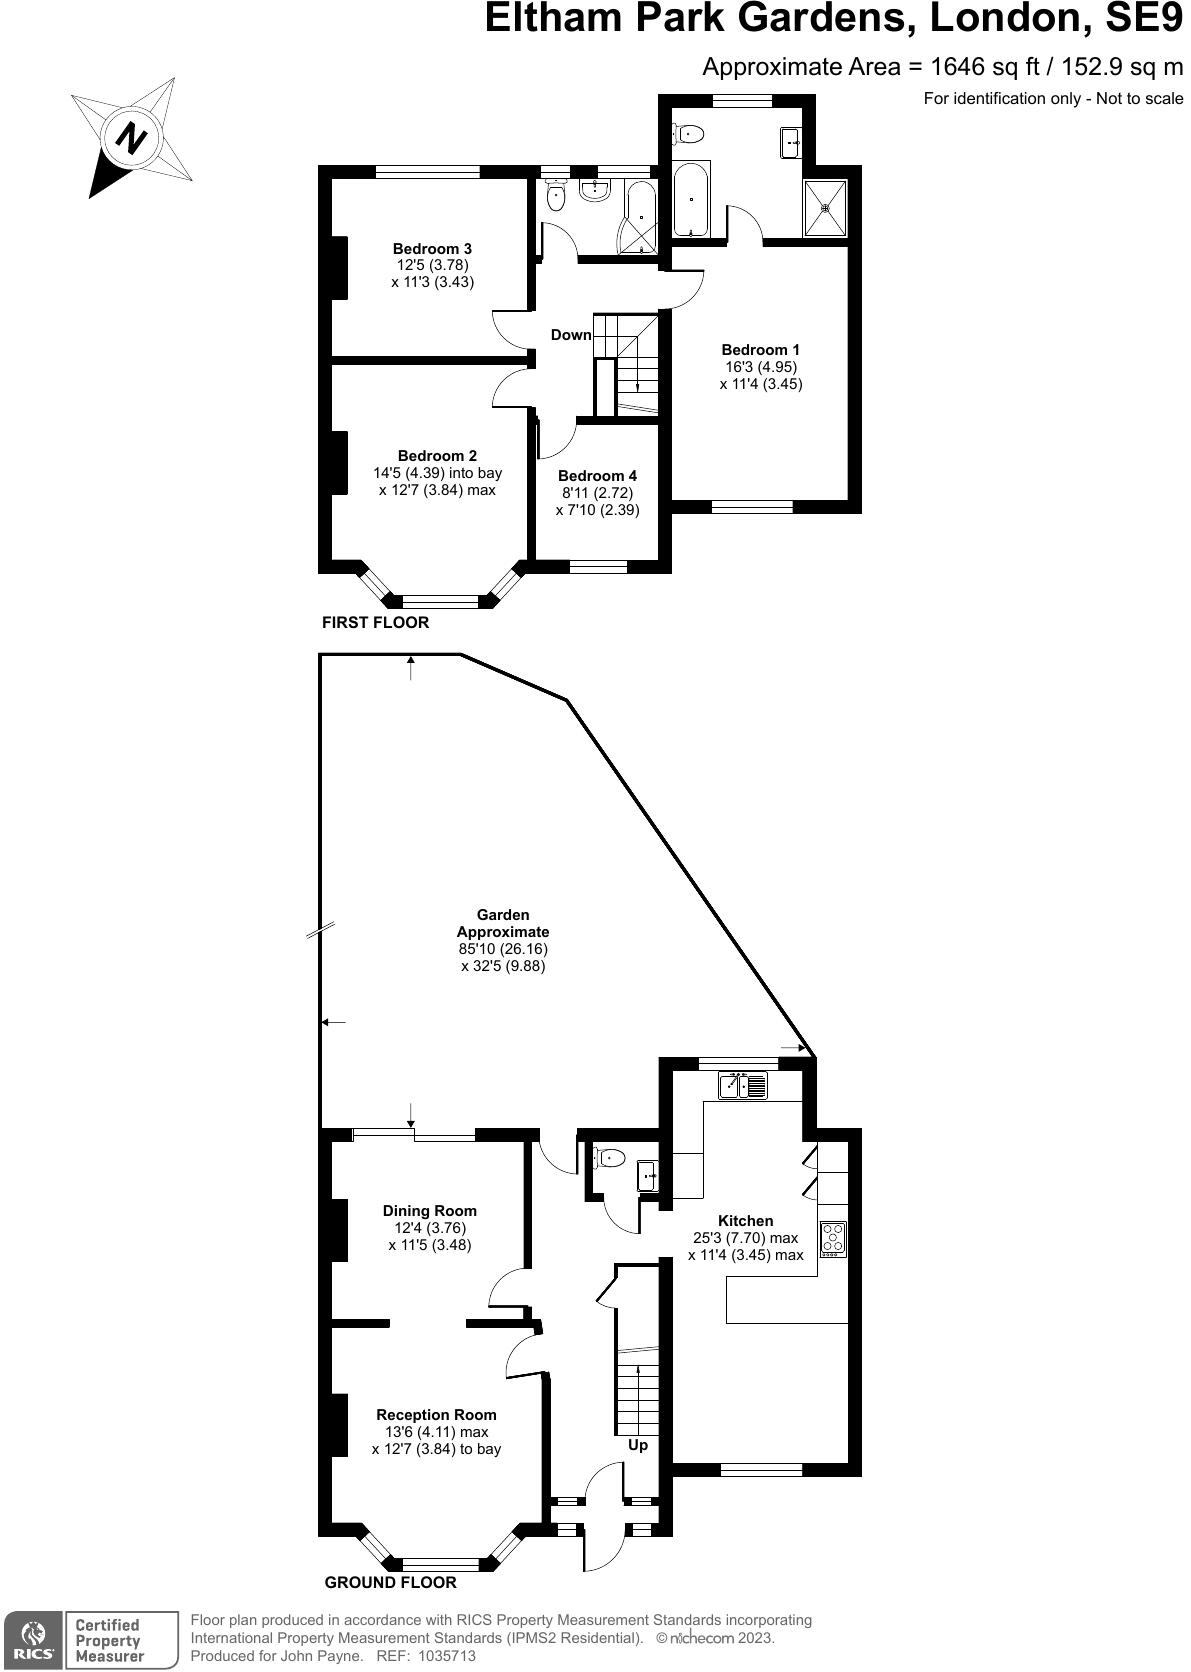 Eltham Park Gardens, London, SE9
Approximate Area = 1646 sq ft / 152.9 sq m
For identification only - Not to scale
N
Bedroom 3
12'5 (3.78)
x 11'3 (3.43)
Down
Bedroom 1
16'3 (4.95)
x 11'4 (3.45)
Bedroom 2
14'5 (4.39) into bay
x 12'7 (3.84) max
Bedroom 4
8'11 (2.72)
x 7'10 (2.39)
FIRST FLOOR
Garden
Approximate
85'10 (26.16)
x 32'5 (9.88)
Dining Room
12'4 (3.76)
x 11'5 (3.48)
Kitchen
25'3 (7.70) max
x 11'4 (3.45) max
Reception Room
13'6 (4.11) max
x 12'7 (3.84) to bay
Up
GROUND FLOOR
RICS
Certified
Property
Measurer
Floor plan produced in accordance with RICS Property Measurement Standards incorporating
International Property Measurement Standards (IPMS2 Residential). © nichecom 2023.
Produced for John Payne. REF: 1035713